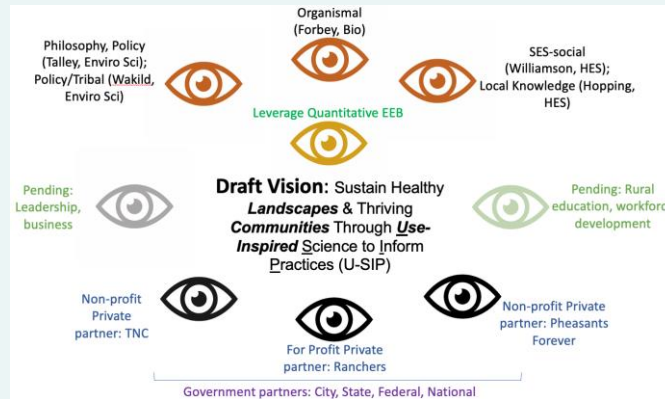 Organismal
(Forbey, Bio)
Philosophy, Policy
(Talley, Enviro Sci);
Policy/Tribal (Wakild,
Enviro Sci)
SES-social
(Williamson, HES);
Local Knowledge (Hopping,
HES)
Leverage Quantitative EEB
Pending:
Leadership,
business
Draft Vision: Sustain Healthy
Landscapes & Thriving
Communities Through Use-
Inspired Science to Inform
Practices (U-SIP)
Pending: Rural
education, workford
development
Non-profit
Private
partner: TNC
For Profit Private
partner: Ranchers
Non-profit Private
partner: Pheasants
Forever
Government partners: City, State, Federal, National